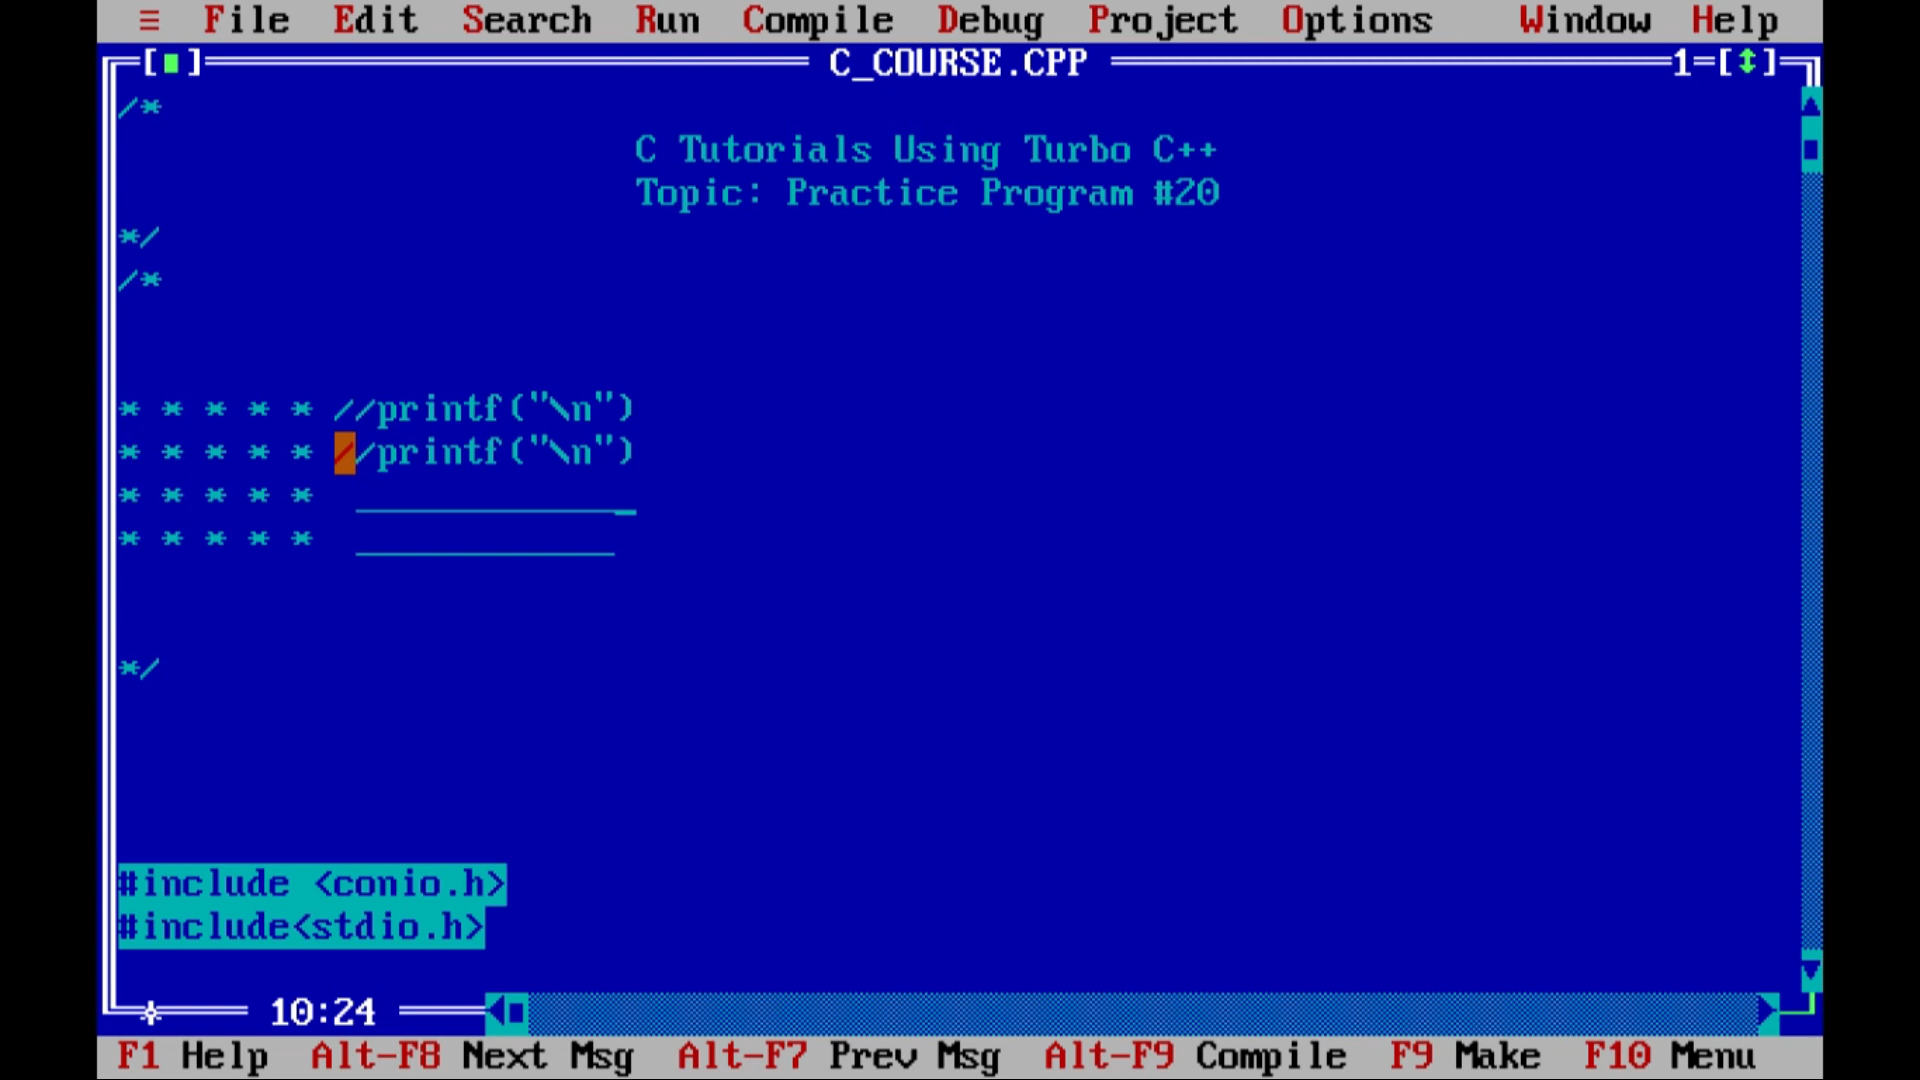 ≡ File Edit Search Run Compile Debug Project Options Window Help
[■] C_COURSE.CPP 1=[↕]
/*
C Tutorials Using Turbo C++
Topic: Practice Program #20
*/
/*
* * * * * //printf("\n")
* * * * * //printf("\n")
* * * * * _____________
* * * * * ____________
*/
#include <conio.h>
#include<stdio.h>
10:24
F1 Help Alt-F8 Next Msg Alt-F7 Prev Msg Alt-F9 Compile F9 Make F10 Menu